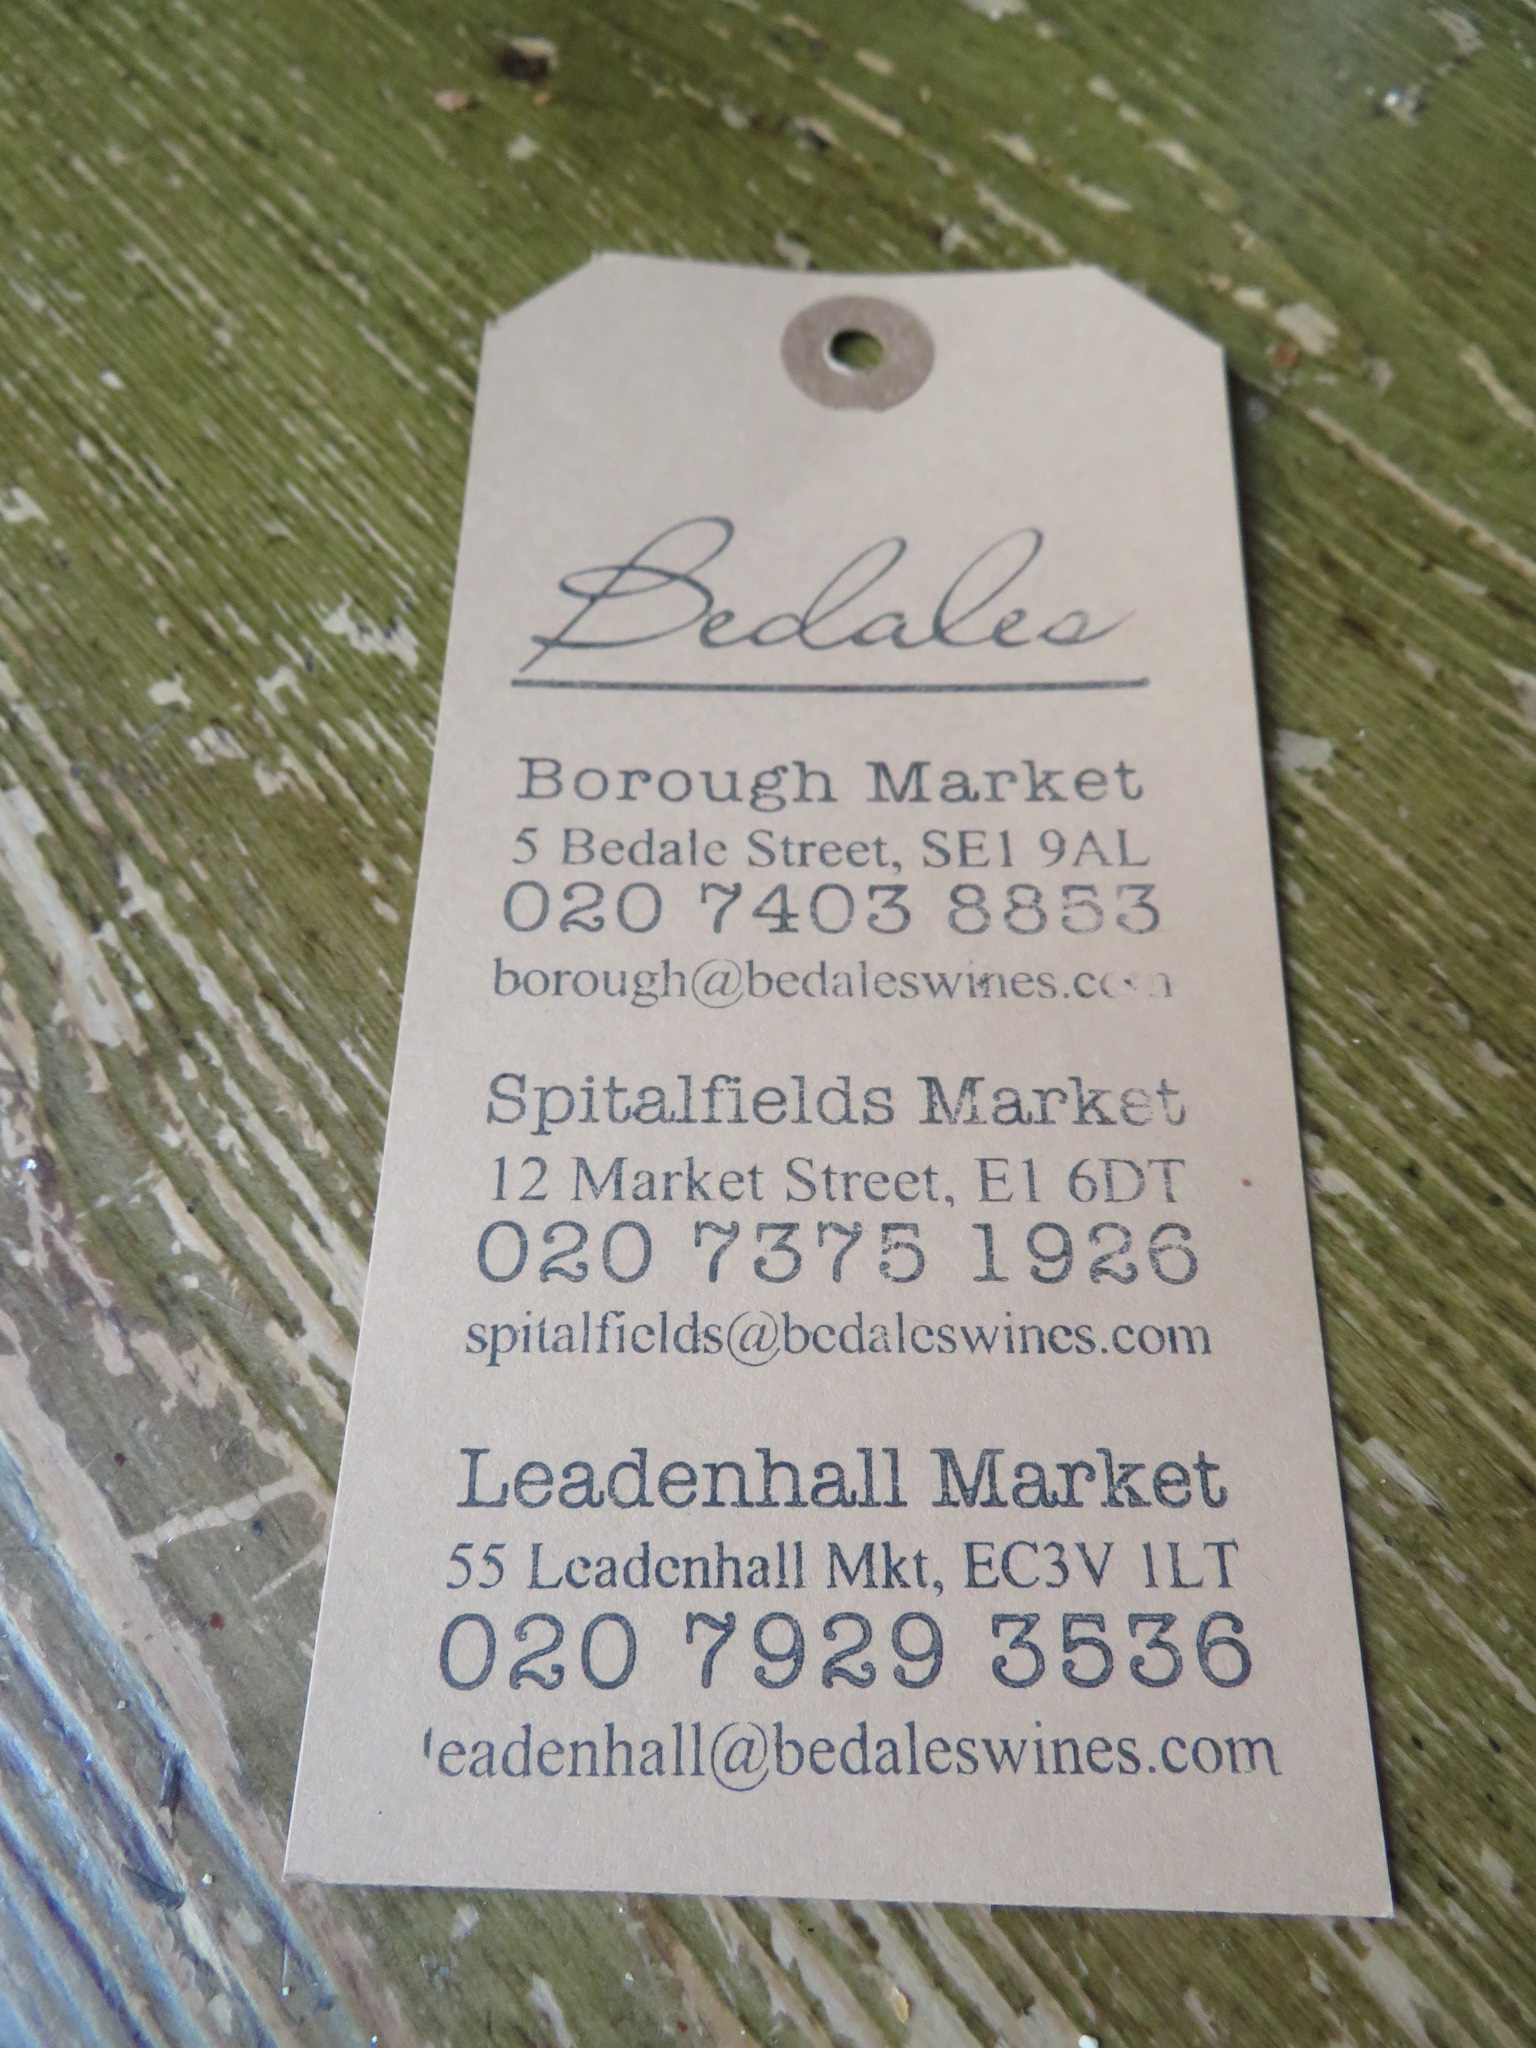 Bedales
Borough Market
5 Bedale Street, SE1 9AL
020 7403 8853
borough@bedaleswines.com
Spitalfields Market
12 Market Street, E1 6DT
020 7375 1926
spitalfields@bedaleswines.com
Leadenhall Market
55 Leadenhall Mkt, EC3V 1LT
020 7929 3536
leadenhall@bedaleswines.com